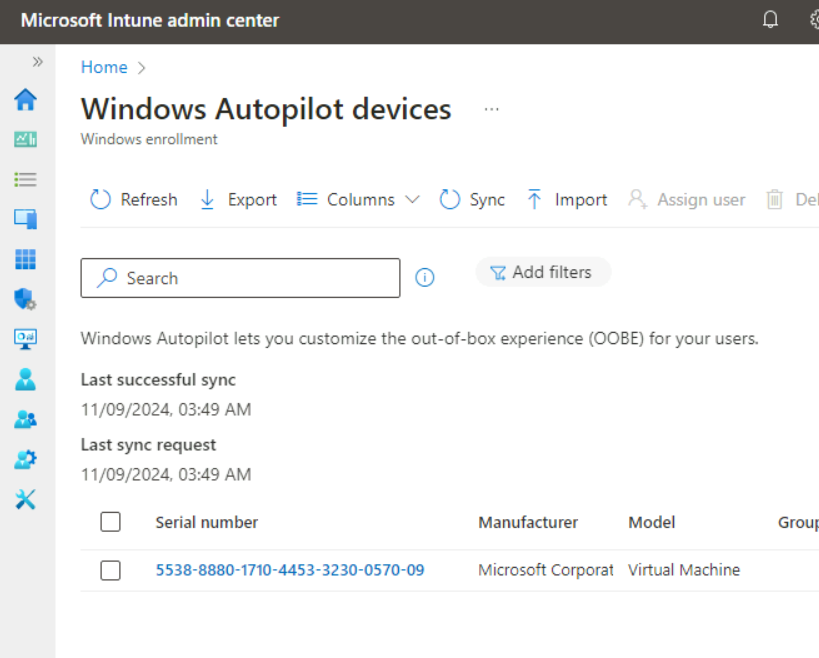 Microsoft Intune admin center
Home
Windows Autopilot devices ...
Windows enrollment
Refresh Export Columns Sync Import Assign user Del
Search Add filters
Windows Autopilot lets you customize the out-of-box experience (OOBE) for your users.
Last successful sync
11/09/2024, 03:49 AM
Last sync request
11/09/2024, 03:49 AM
Serial number Manufacturer Model Group
5538-8880-1710-4453-3230-0570-09 Microsoft Corporat Virtual Machine